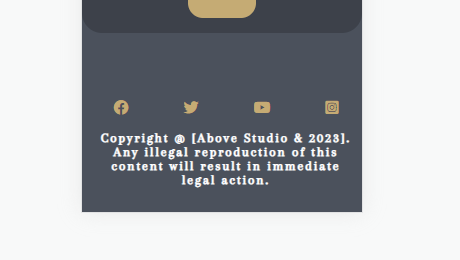 Copyright @ [Above Studio & 2023].
Any illegal reproduction of this
content will result in immediate
legal action.